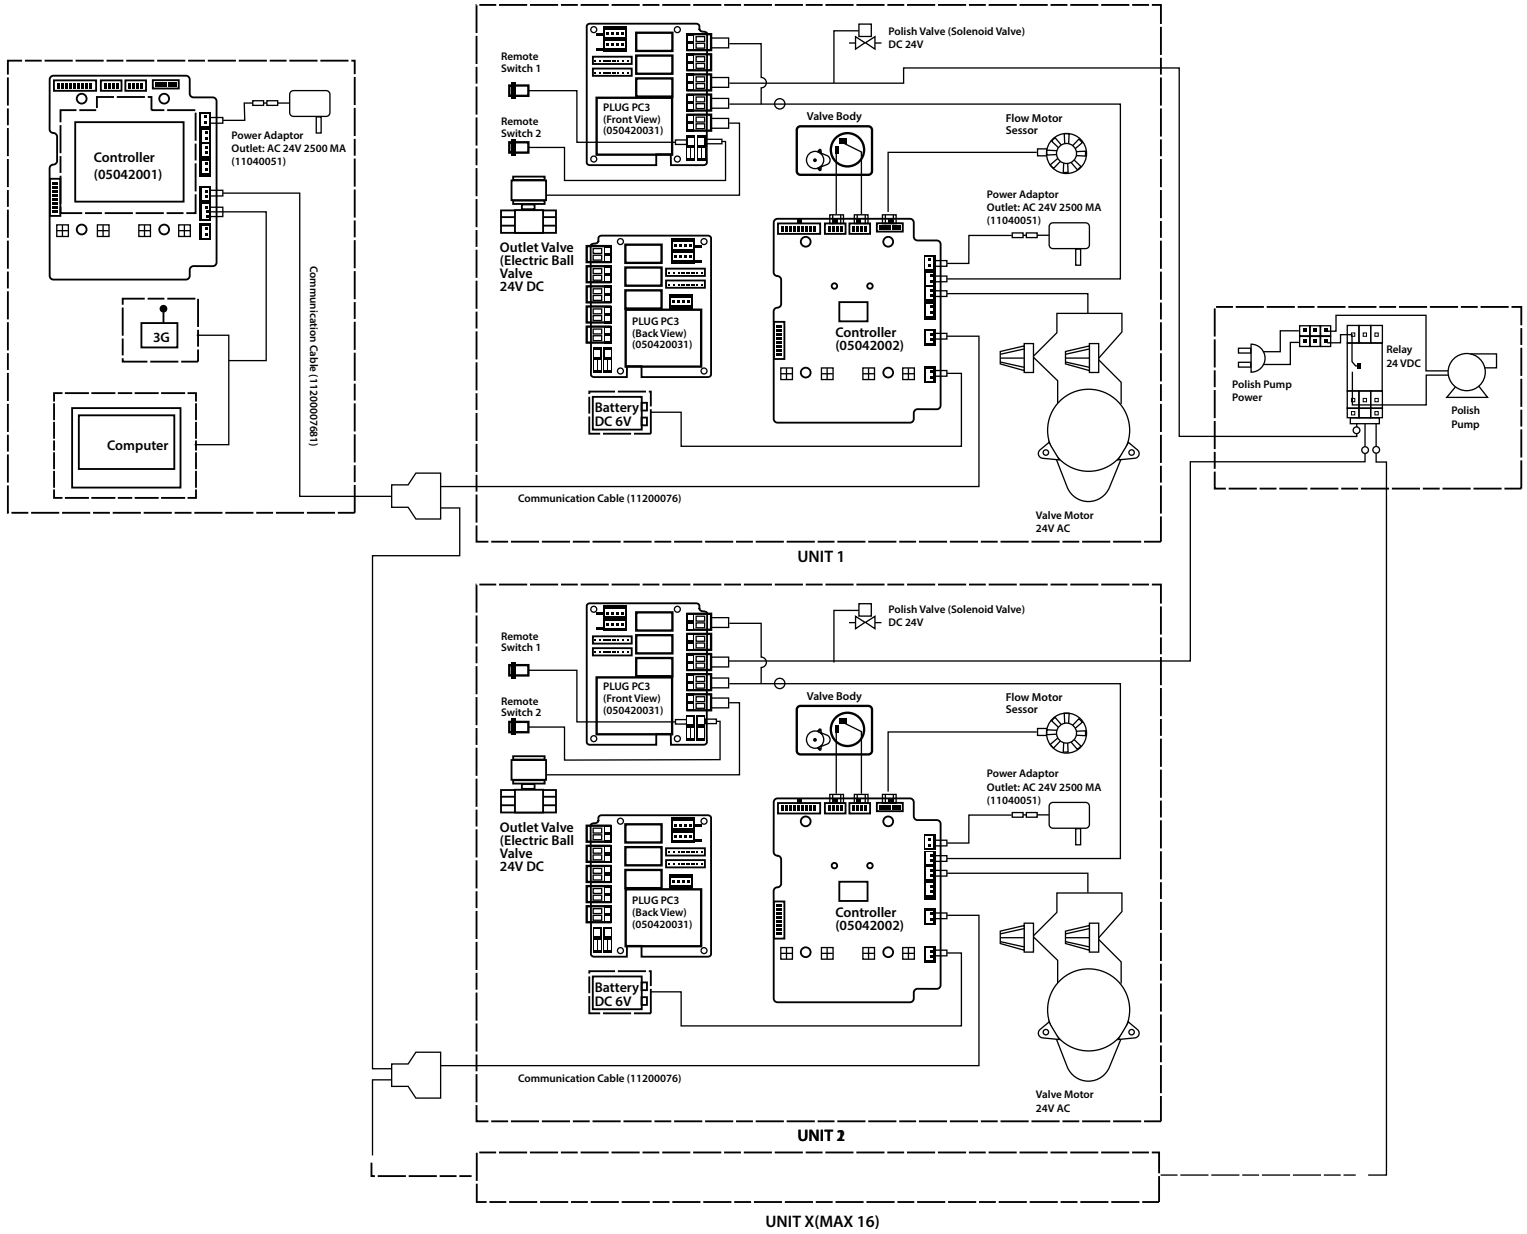 Controller
(05042001)
Power Adaptor
Outlet: AC 24V 2500 MA
(11040051)
Communication Cable (11200007681)
3G
Computer
Remote
Switch 1
Remote
Switch 2
PLUG PC3
(Front View)
(050420031)
Polish Valve (Solenoid Valve)
DC 24V
Valve Body
Flow Motor
Sessor
Power Adaptor
Outlet: AC 24V 2500 MA
(11040051)
Outlet Valve
(Electric Ball
Valve
24V DC
PLUG PC3
(Back View)
(050420031)
Controller
(05042002)
Battery
DC 6V
Communication Cable (11200076)
Valve Motor
24V AC
UNIT 1
Polish Pump
Power
Relay
24 VDC
Polish
Pump
Remote
Switch 1
Remote
Switch 2
PLUG PC3
(Front View)
(050420031)
Polish Valve (Solenoid Valve)
DC 24V
Valve Body
Flow Motor
Sessor
Power Adaptor
Outlet: AC 24V 2500 MA
(11040051)
Outlet Valve
(Electric Ball
Valve
24V DC
PLUG PC3
(Back View)
(050420031)
Controller
(05042002)
Battery
DC 6V
Communication Cable (11200076)
Valve Motor
24V AC
UNIT 2
UNIT X(MAX 16)